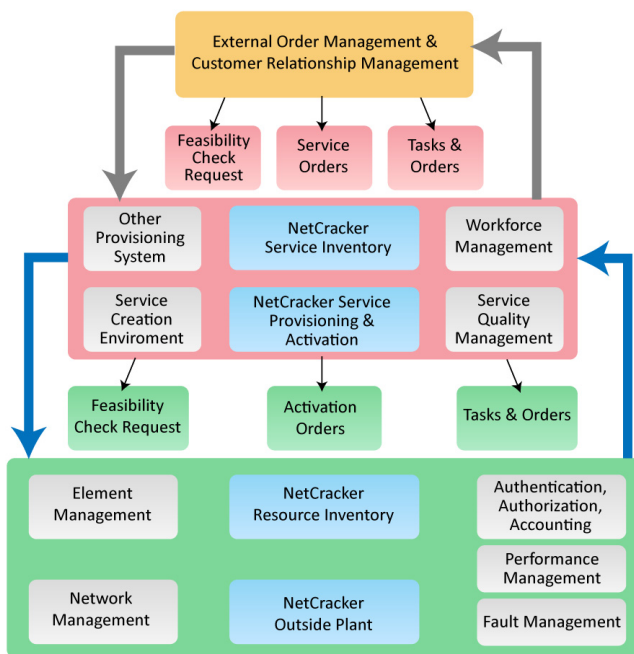 External Order Management &
Customer Relationship Management
Feasibility
Check
Request
Service
Orders
Tasks &
Orders
Other
Provisioning
System
NetCracker
Service Inventory
Workforce
Management
Service
Creation
Enviroment
NetCracker Service
Provisioning &
Activation
Service
Quality
Management
Feasibility
Check Request
Activation
Orders
Tasks & Orders
Element
Management
NetCracker
Resource Inventory
Authentication,
Authorization,
Accounting
Performance
Management
Network
Management
NetCracker
Outside Plant
Fault Management